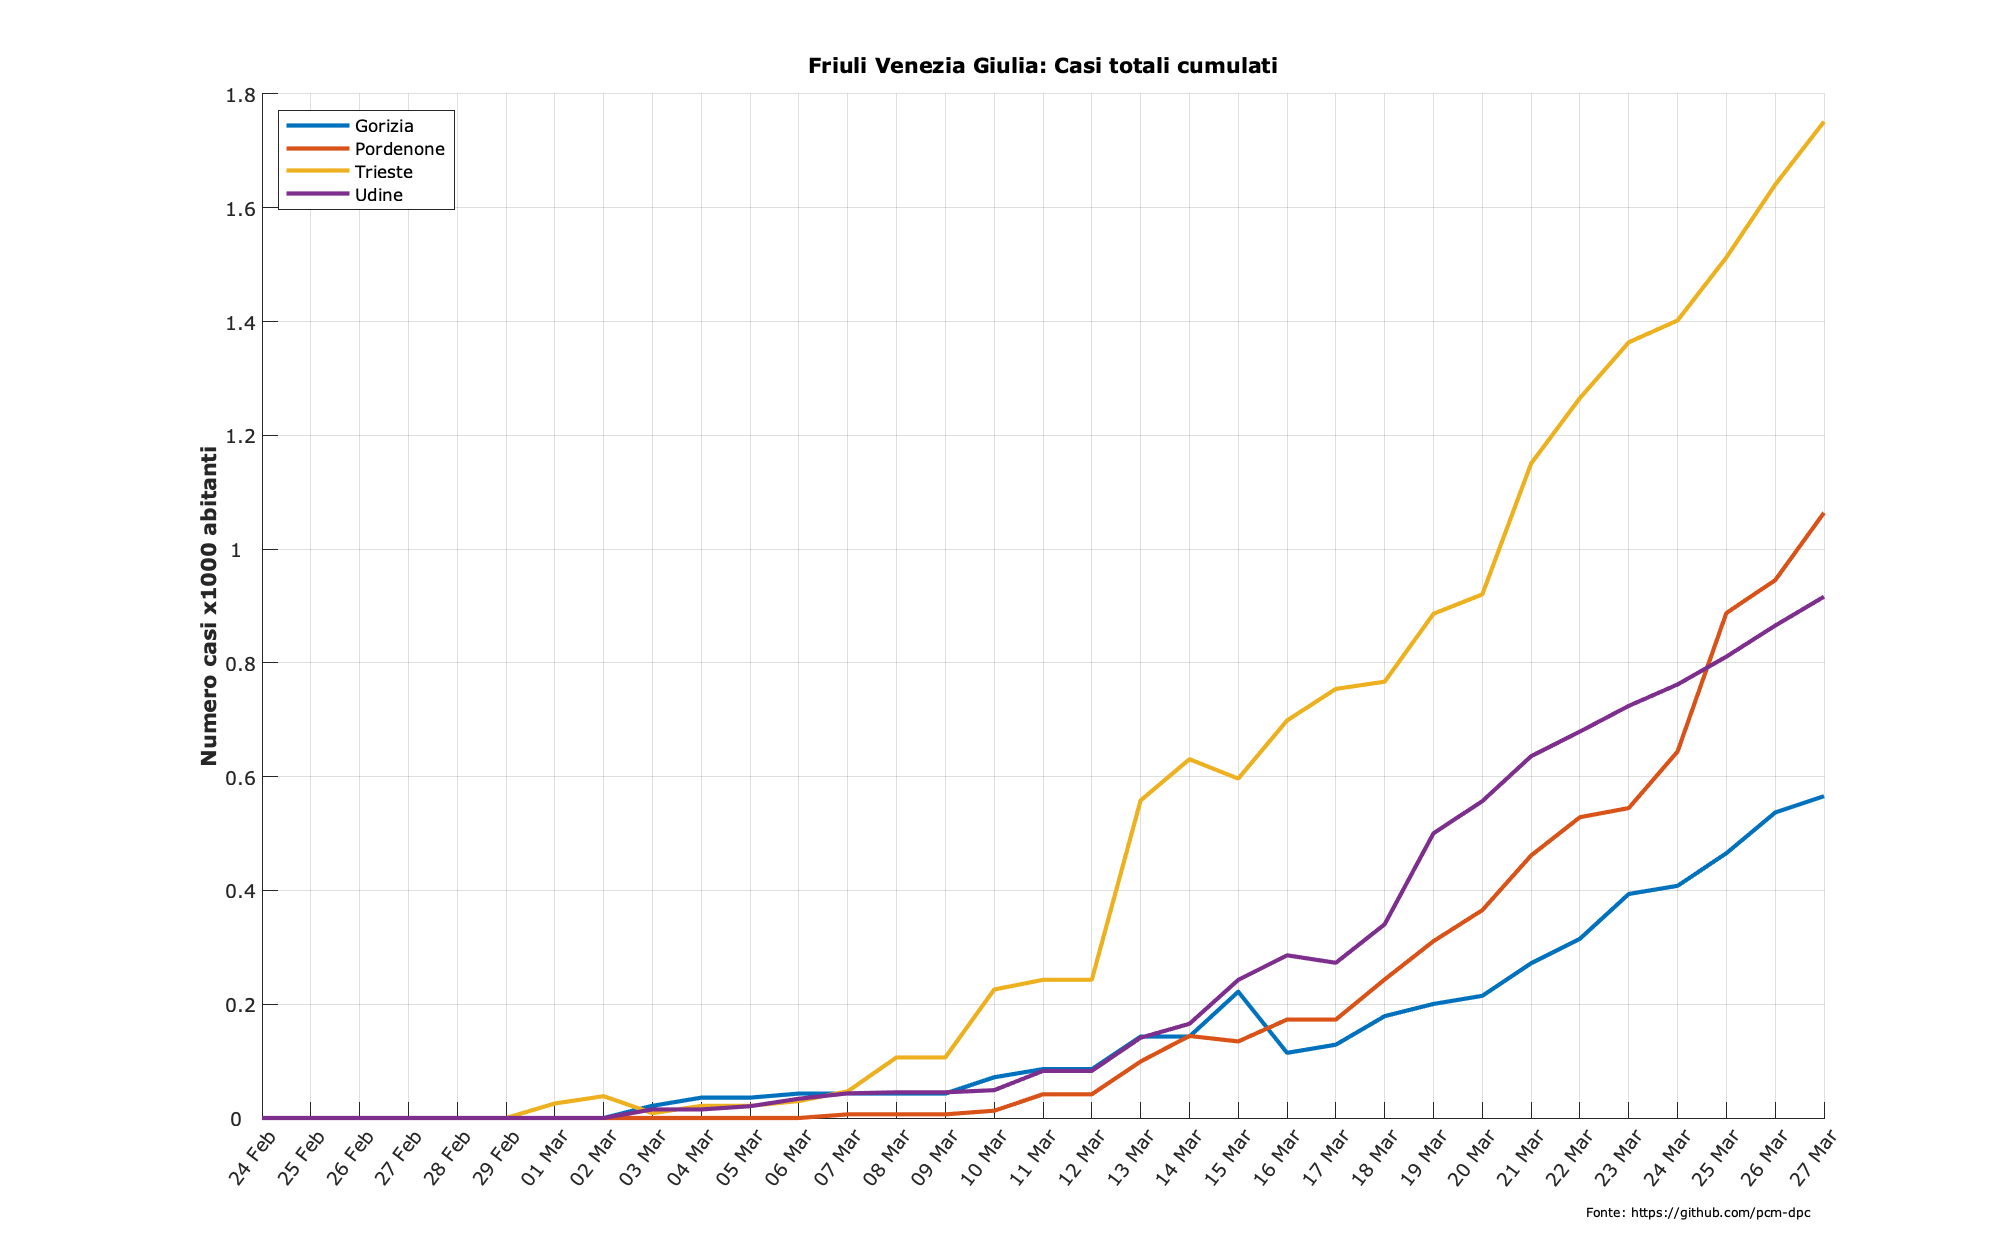 Friuli Venezia Giulia: Casi totali cumulati
1.8
1.6
1.4
1.2
1
0.8
0.6
0.4
0.2
0
Numero casi x1000 abitanti
Gorizia
Pordenone
Trieste
Udine
24 Feb
25 Feb
26 Feb
27 Feb
28 Feb
29 Feb
01 Mar
02 Mar
03 Mar
04 Mar
05 Mar
06 Mar
07 Mar
08 Mar
09 Mar
10 Mar
11 Mar
12 Mar
13 Mar
14 Mar
15 Mar
16 Mar
17 Mar
18 Mar
19 Mar
20 Mar
21 Mar
22 Mar
23 Mar
24 Mar
25 Mar
26 Mar
27 Mar
Fonte: https://github.com/pcm-dpc